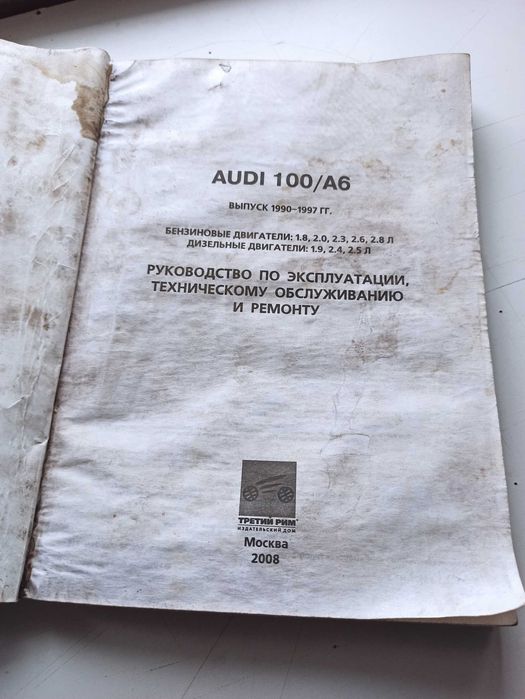 AUDI 100/A6
ВЫПУСК 1990–1997 ГГ.
БЕНЗИНОВЫЕ ДВИГАТЕЛИ: 1.8, 2.0, 2.3, 2.6, 2.8 Л
ДИЗЕЛЬНЫЕ ДВИГАТЕЛИ: 1.9, 2.4, 2.5 Л
РУКОВОДСТВО ПО ЭКСПЛУАТАЦИИ,
ТЕХНИЧЕСКОМУ ОБСЛУЖИВАНИЮ
И РЕМОНТУ
ТРЕТИЙ РИМ
ИЗДАТЕЛЬСКИЙ ДОМ
Москва
2008